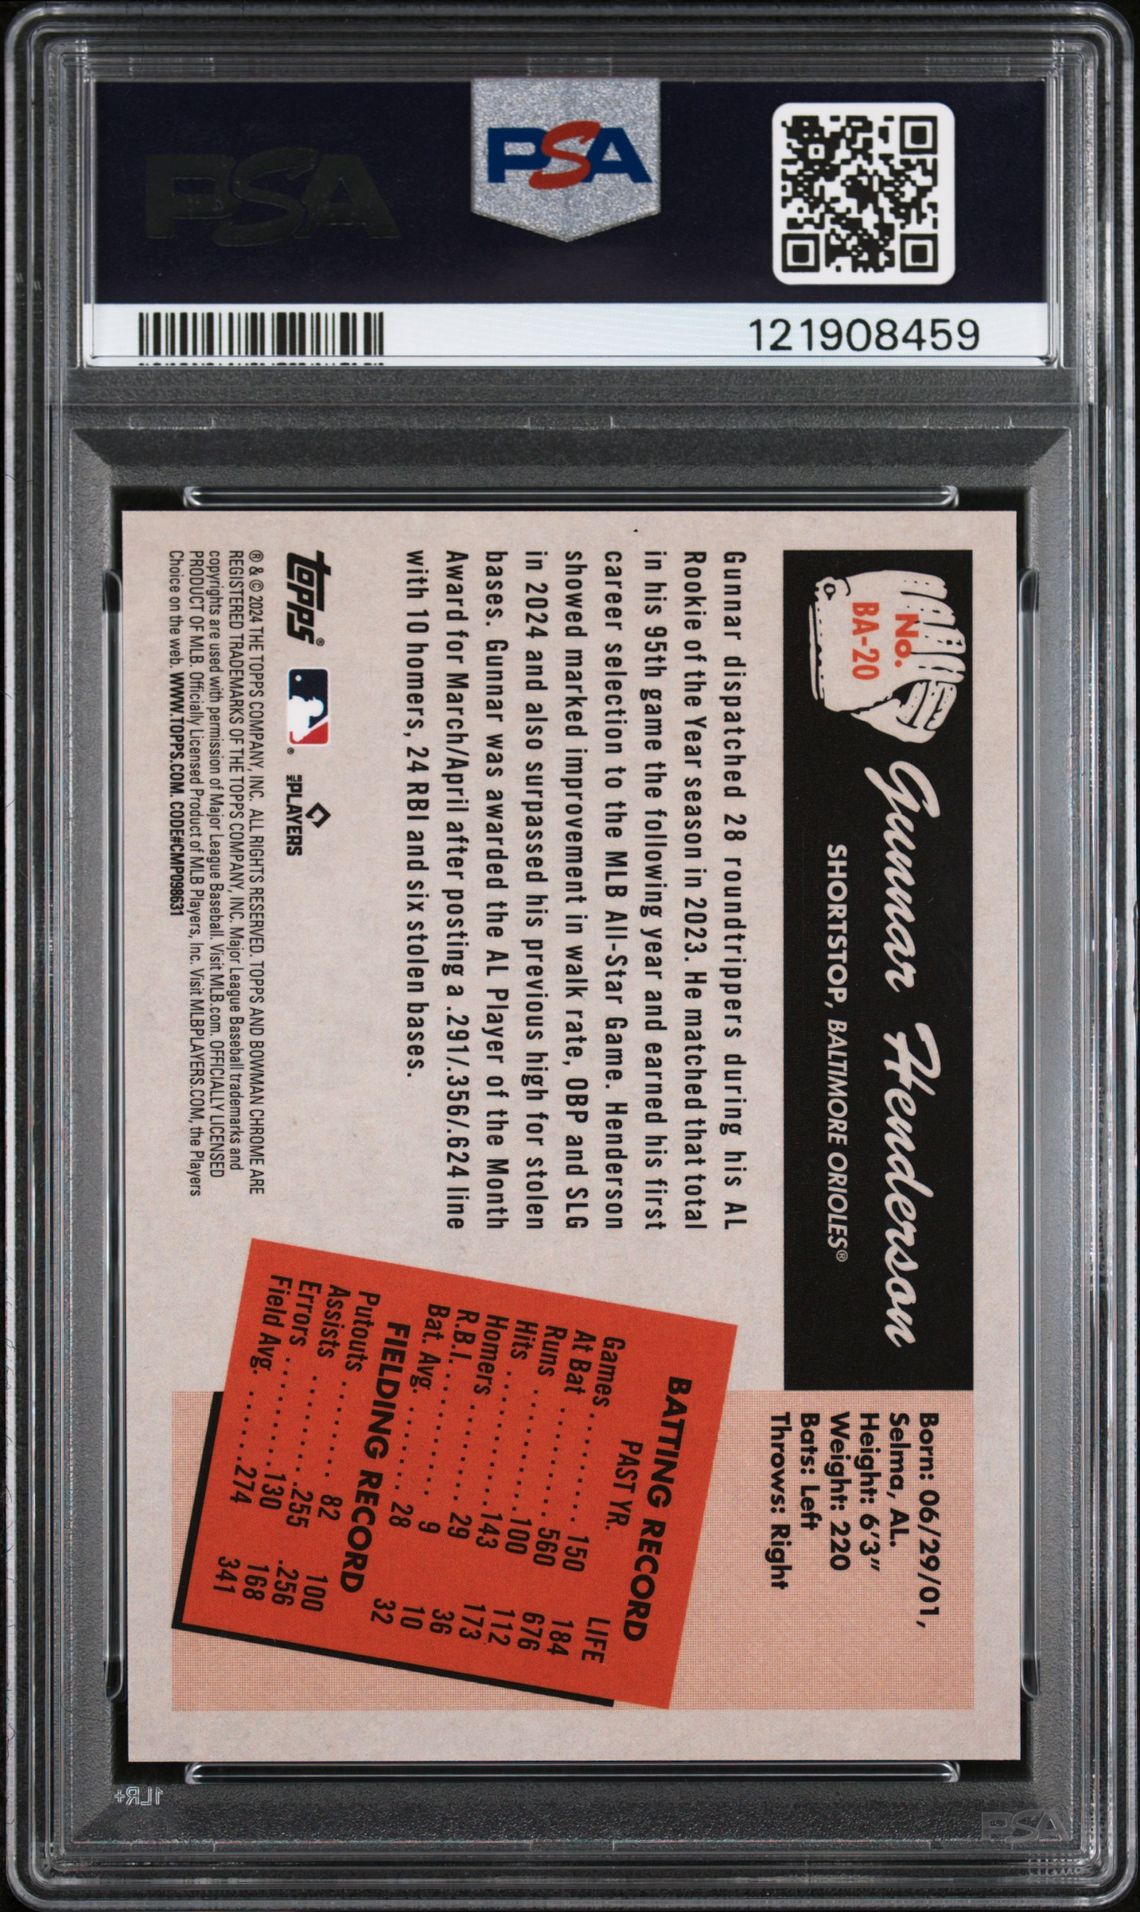 PSA
PSA
121908459
No.
BA-20
Gunnar Henderson
SHORTSTOP, BALTIMORE ORIOLES®
Born: 06/29/01,
Selma, AL.
Height: 6'3"
Weight: 220
Bats: Left
Throws: Right
Gunnar dispatched 28 roundtrippers during his AL
Rookie of the Year season in 2023. He matched that total
in his 95th game the following year and earned his first
career selection to the MLB All-Star Game. Henderson
showed marked improvement in walk rate, OBP and SLG
in 2024 and also surpassed his previous high for stolen
bases. Gunnar was awarded the AL Player of the Month
Award for March/April after posting a .291/.356/.624 line
with 10 homers, 24 RBI and six stolen bases.
BATTING RECORD
PAST YR. LIFE
Games . . . . . . . . 150 184
At Bat . . . . . . . . 560 676
Runs . . . . . . . . . 100 112
Hits . . . . . . . . . 143 173
Homers . . . . . . . 29 36
R.B.I. . . . . . . . . . 9 10
Bat. Avg. . . . . . . . 28 32
FIELDING RECORD
Putouts . . . . . . . 82 100
Assists . . . . . . . .255 .256
Errors . . . . . . . . 130 168
Field Avg. . . . . . .274 341
topps®
® MLB PLAYERS
® & © 2024 THE TOPPS COMPANY, INC. ALL RIGHTS RESERVED. TOPPS AND BOWMAN CHROME ARE
REGISTERED TRADEMARKS OF THE TOPPS COMPANY, INC. Major League Baseball trademarks and
copyrights are used with permission of Major League Baseball. Visit MLB.com. OFFICIALLY LICENSED
PRODUCT OF MLB. Officially Licensed Product of MLB Players, Inc. Visit MLBPLAYERS.COM, the Players
Choice on the web. WWW.TOPPS.COM. CODE#CMP098631
1LR+
PSA